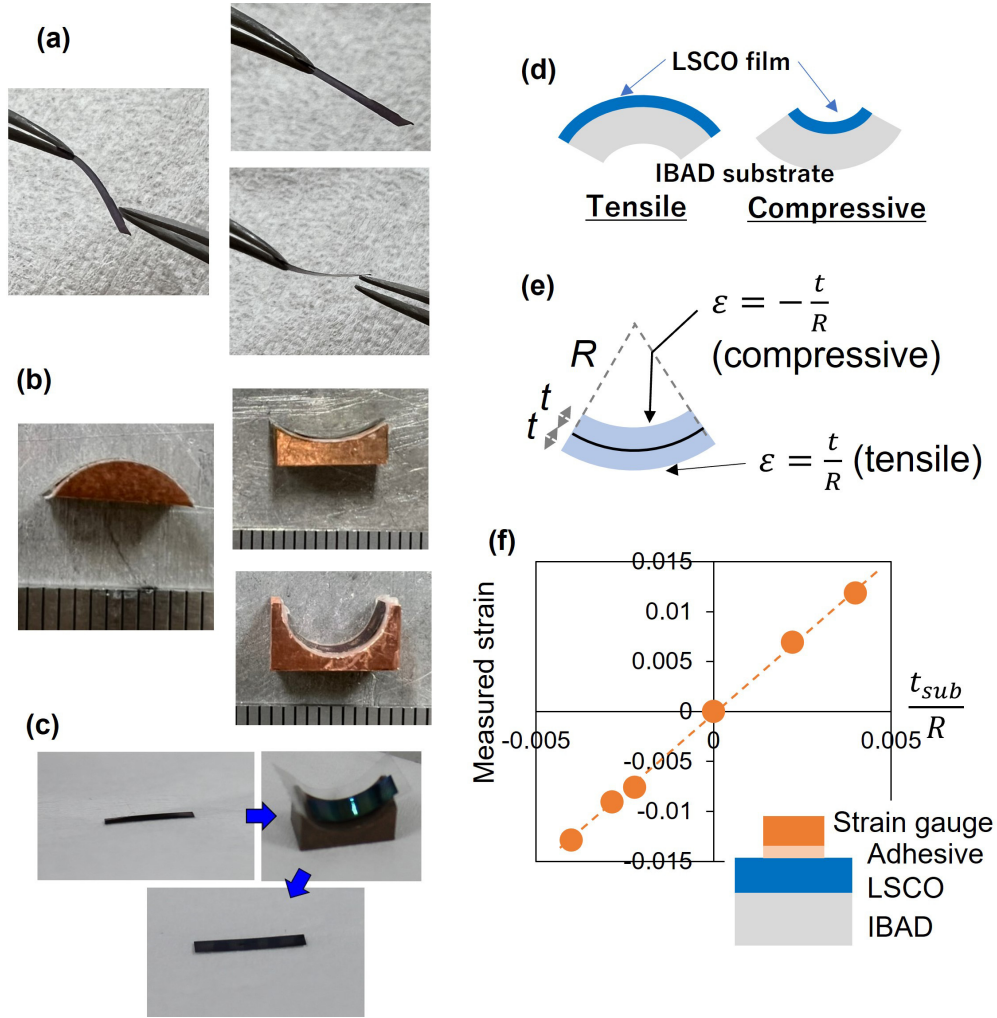 (a)
(b)
(c)
(d)
LSCO film
IBAD substrate
Tensile
Compressive
(e)
ε = − t/R
(compressive)
R
t
t
ε = t/R (tensile)
(f)
Measured strain
0.015
0.01
0.005
0
-0.005
-0.01
-0.015
-0.005
0
0.005
t_sub/R
Strain gauge
Adhesive
LSCO
IBAD